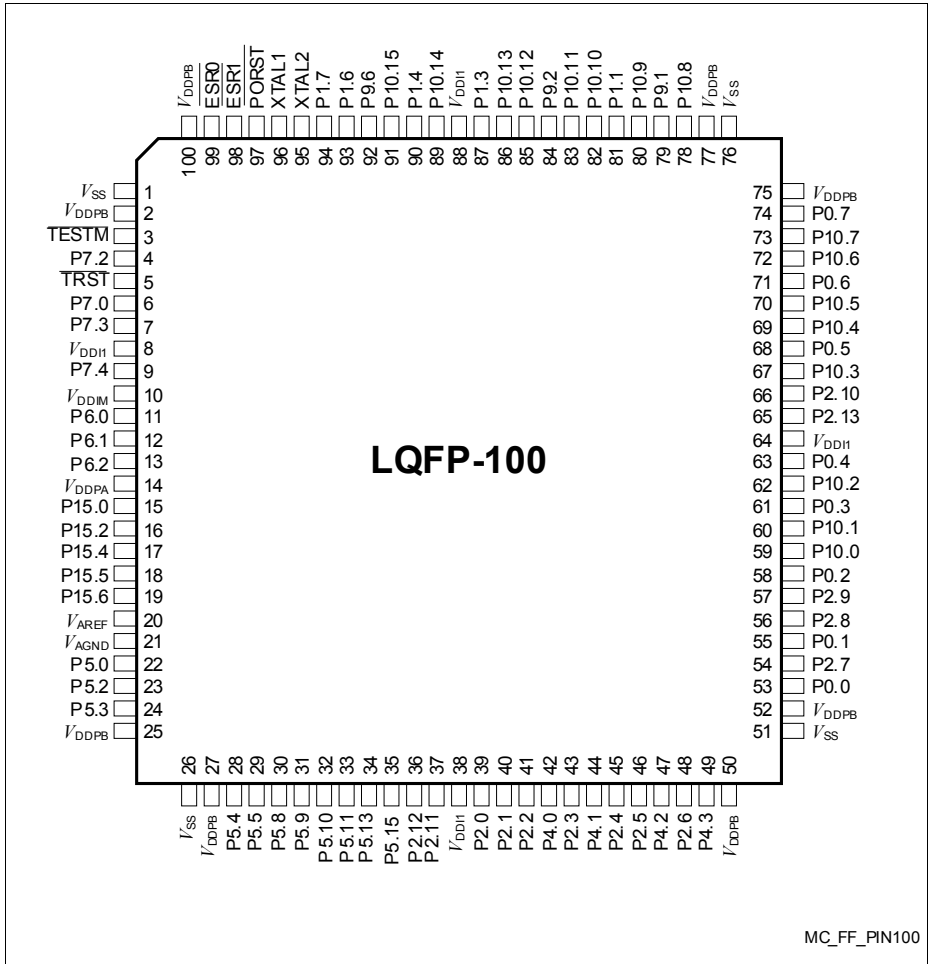 VDDPB
ESR0
ESR1
PORST
XTAL1
XTAL2
P1.7
P1.6
P9.6
P10.15
P1.4
P10.14
VDDI1
P1.3
P10.13
P10.12
P9.2
P10.11
P10.10
P1.1
P10.9
P9.1
P10.8
VDDPB
VSS
100
99
98
97
96
95
94
93
92
91
90
89
88
87
86
85
84
83
82
81
80
79
78
77
76
VSS 1
VDDPB 2
TESTM 3
P7.2 4
TRST 5
P7.0 6
P7.3 7
VDDI1 8
P7.4 9
VDDIM 10
P6.0 11
P6.1 12
P6.2 13
VDDPA 14
P15.0 15
P15.2 16
P15.4 17
P15.5 18
P15.6 19
VAREF 20
VAGND 21
P5.0 22
P5.2 23
P5.3 24
VDDPB 25
LQFP-100
75 VDDPB
74 P0.7
73 P10.7
72 P10.6
71 P0.6
70 P10.5
69 P10.4
68 P0.5
67 P10.3
66 P2.10
65 P2.13
64 VDDI1
63 P0.4
62 P10.2
61 P0.3
60 P10.1
59 P10.0
58 P0.2
57 P2.9
56 P2.8
55 P0.1
54 P2.7
53 P0.0
52 VDDPB
51 VSS
26
27
28
29
30
31
32
33
34
35
36
37
38
39
40
41
42
43
44
45
46
47
48
49
50
VSS
VDDPB
P5.4
P5.5
P5.8
P5.9
P5.10
P5.11
P5.13
P5.15
P2.12
P2.11
VDDI1
P2.0
P2.1
P2.2
P4.0
P2.3
P4.1
P2.4
P2.5
P4.2
P2.6
P4.3
VDDPB
MC_FF_PIN100